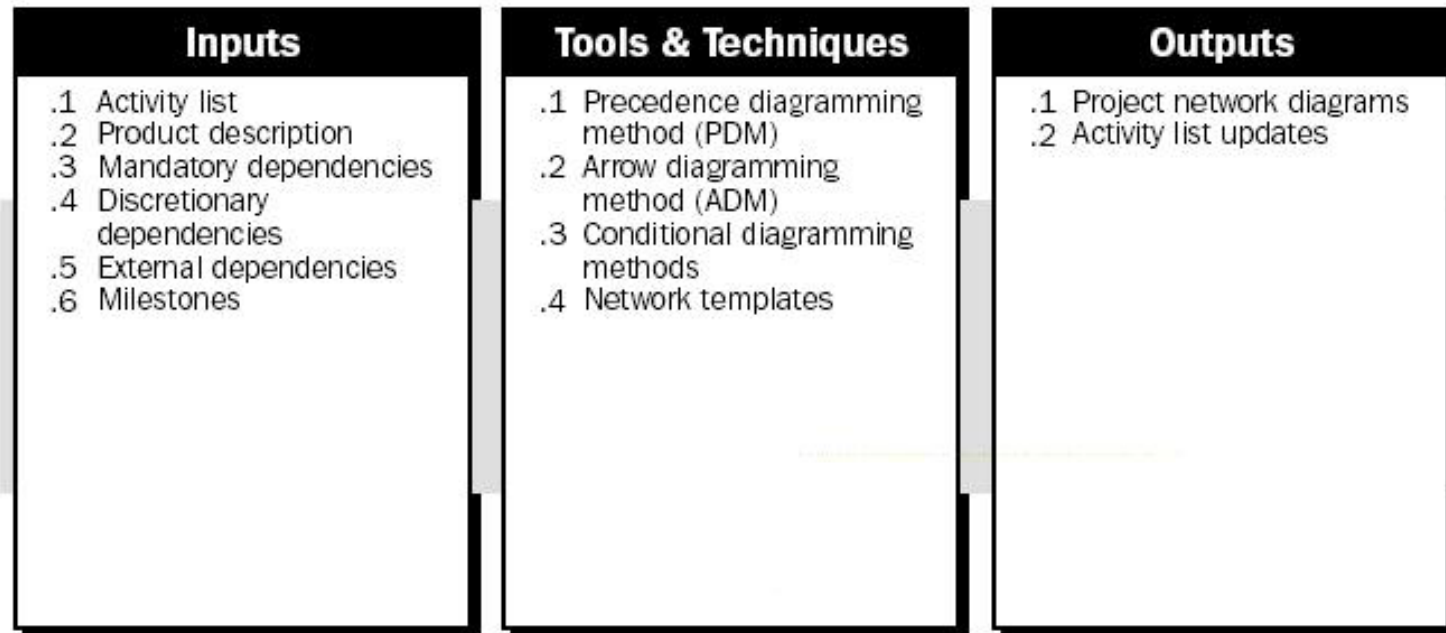 Inputs
.1 Activity list
.2 Product description
.3 Mandatory dependencies
.4 Discretionary
dependencies
.5 External dependencies
.6 Milestones
Tools & Techniques
.1 Precedence diagramming
method (PDM)
.2 Arrow diagramming
method (ADM)
.3 Conditional diagramming
methods
.4 Network templates
Outputs
.1 Project network diagrams
.2 Activity list updates